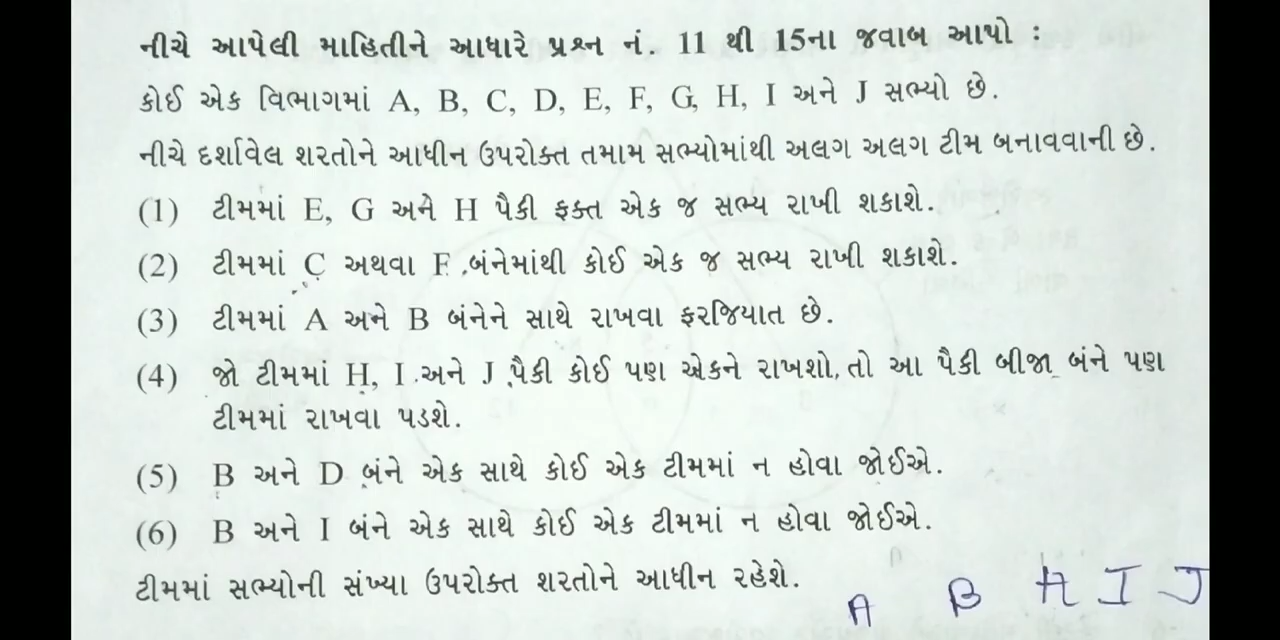 નીચે આપેલી માહિતીને આધારે પ્રશ્ન નં. 11 થી 15ના જવાબ આપો :
કોઈ એક વિભાગમાં A, B, C, D, E, F, G, H, I અને J સભ્યો છે.
નીચે દર્શાવેલ શરતોને આધીન ઉપરોક્ત તમામ સભ્યોમાંથી અલગ અલગ ટીમ બનાવવાની છે.
(1) ટીમમાં E, G અને H પૈકી ફક્ત એક જ સભ્ય રાખી શકાશે.
(2) ટીમમાં C અથવા F બંનેમાંથી કોઈ એક જ સભ્ય રાખી શકાશે.
(3) ટીમમાં A અને B બંનેને સાથે રાખવા ફરજિયાત છે.
(4) જો ટીમમાં H, I અને J પૈકી કોઈ પણ એકને રાખશો, તો આ પૈકી બીજા બંને પણ
ટીમમાં રાખવા પડશે.
(5) B અને D બંને એક સાથે કોઈ એક ટીમમાં ન હોવા જોઈએ.
(6) B અને I બંને એક સાથે કોઈ એક ટીમમાં ન હોવા જોઈએ.
ટીમમાં સભ્યોની સંખ્યા ઉપરોક્ત શરતોને આધીન રહેશે.
A B H I J